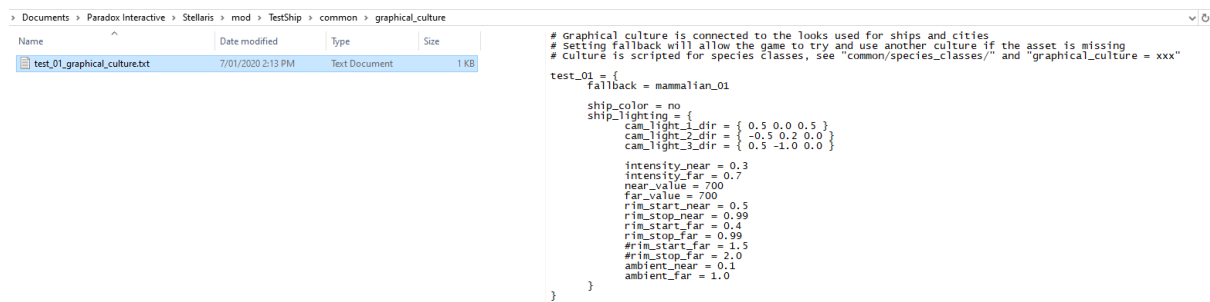 > Documents > Paradox Interactive > Stellaris > mod > TestShip > common > graphical_culture
Name Date modified Type Size
test_01_graphical_culture.txt 7/01/2020 2:13 PM Text Document 1 KB
# Graphical culture is connected to the looks used for ships and cities
# Setting fallback will allow the game to try and use another culture if the asset is missing
# Culture is scripted for species classes, see "common/species_classes/" and "graphical_culture = xxx"
test_01 = {
fallback = mammalian_01
ship_color = no
ship_lighting = {
cam_light_1_dir = { 0.5 0.0 0.5 }
cam_light_2_dir = { -0.5 0.2 0.0 }
cam_light_3_dir = { 0.5 -1.0 0.0 }
intensity_near = 0.3
intensity_far = 0.7
near_value = 700
far_value = 700
rim_start_near = 0.5
rim_stop_near = 0.99
rim_start_far = 0.4
rim_stop_far = 0.99
#rim_start_far = 1.5
#rim_stop_far = 2.0
ambient_near = 0.1
ambient_far = 1.0
}
}